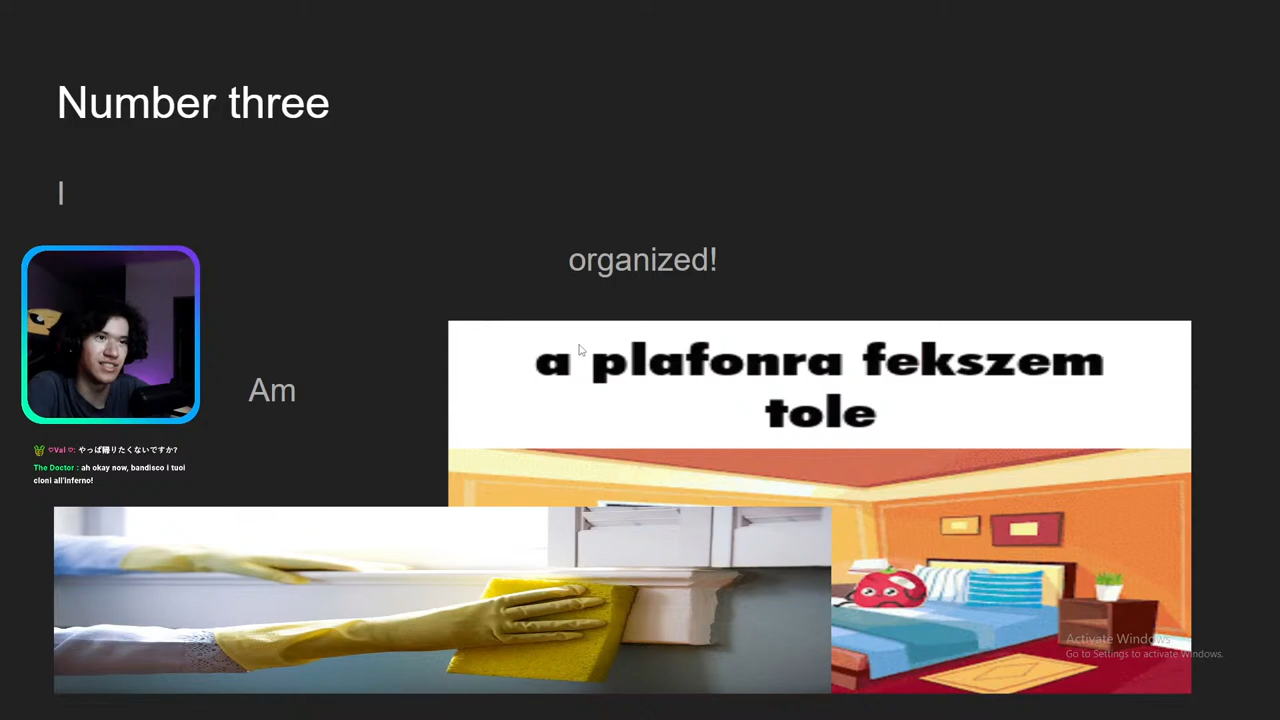 Number three
I
organized!
Am
a plafonra fekszem
tole
♡Val ♡: やっぱ帰りたくないですか?
The Doctor : ah okay now, bandisco i tuoi
cloni all'inferno!
Activate Windows
Go to Settings to activate Windows.